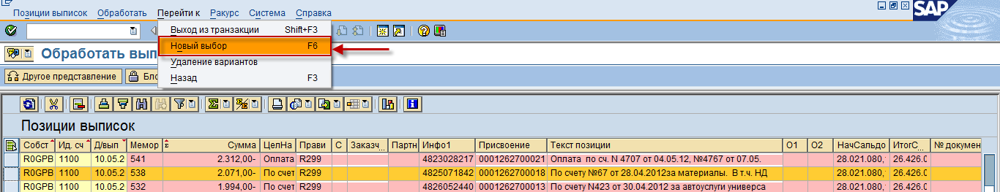 Позиции выписок Обработать Перейти к Ракурс Система Справка
SAP
Выход из транзакции Shift+F3
Новый выбор F6
Обработать вып
Удаление вариантов
Другое представление Бло
Назад F3
Позиции выписок
Собст Ид. сч Д/вып Мемор Сумма ЦелНа Прави С Заказч... Партн Инфо1 Присвоение Текст позиции О1 О2 НачСальдо ИтогС... № докумен
R0GPB 1100 10.05.2 541 2.312,00- Оплата R299 4823028217 0001262700021 Оплата по сч. N 4707 от 04.05.12, №4767 от 07.05. 28.021.080, 26.426.0
R0GPB 1100 10.05.2 538 2.071,00- По счет R299 4825071842 0001262700018 По счету №67 от 28.04.2012за материалы. В т.ч. НД 28.021.080, 26.426.0
R0GPB 1100 10.05.2 532 1.994,00- По счет R299 4826052440 0001262700013 По счету N423 от 30.04.2012 за автоуслуги универса 28.021.080, 26.426.0